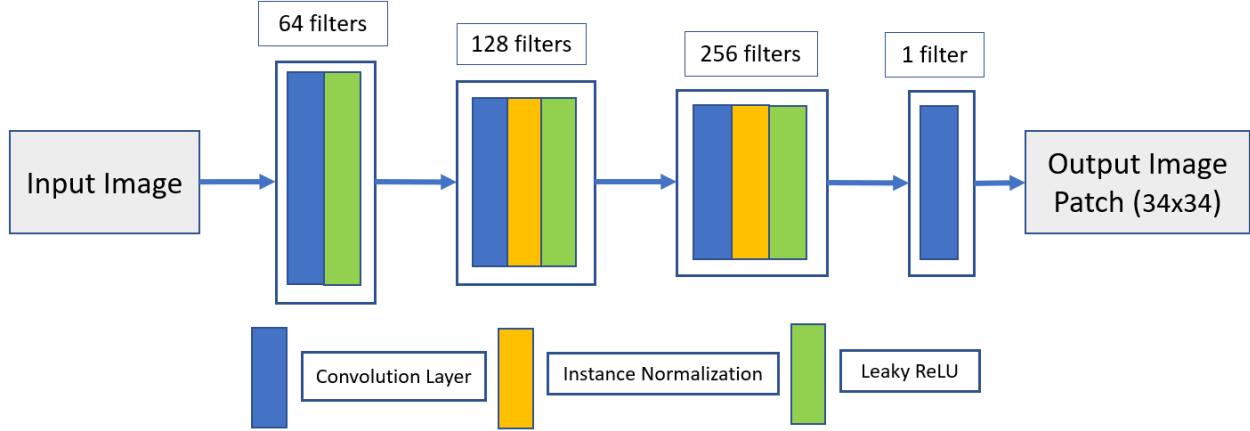 64 filters
128 filters
256 filters
1 filter
Input Image
Output Image
Patch (34x34)
Convolution Layer
Instance Normalization
Leaky ReLU